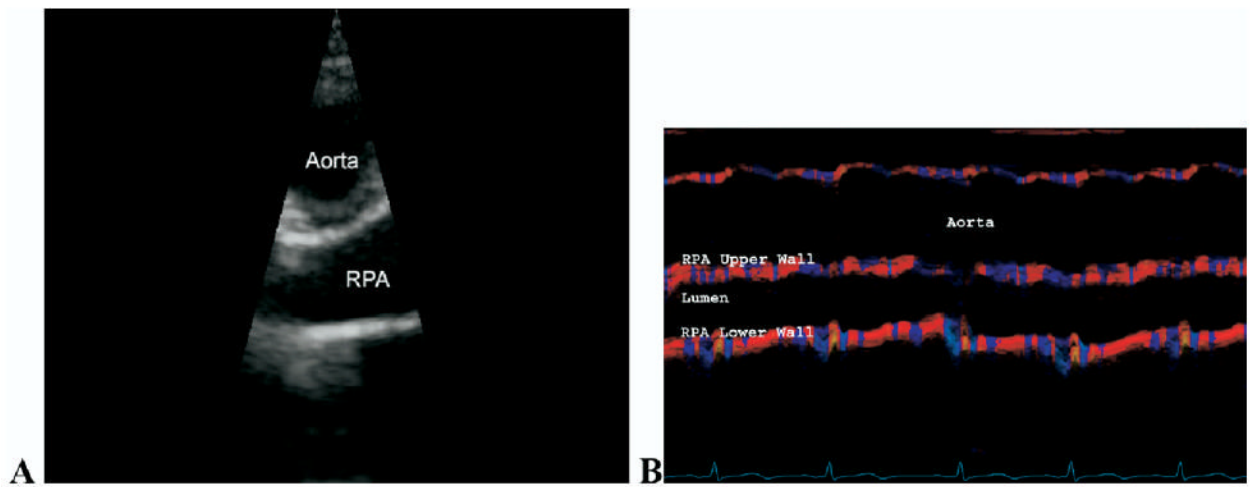 Aorta
RPA
A
Aorta
RPA Upper Wall
Lumen
RPA Lower Wall
B